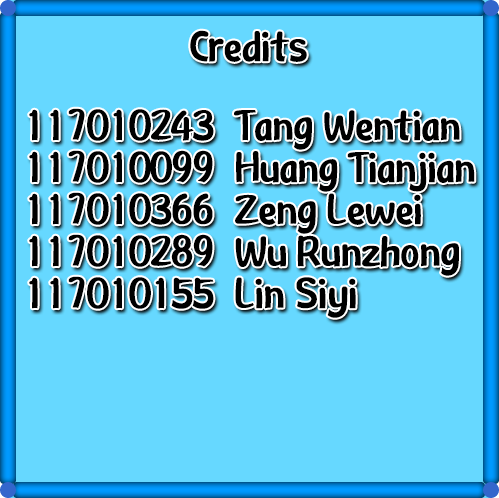 Credits
117010243 Tang Wentian
117010099 Huang Tianjian
117010366 Zeng Lewei
117010289 Wu Runzhong
117010155 Lin Siyi